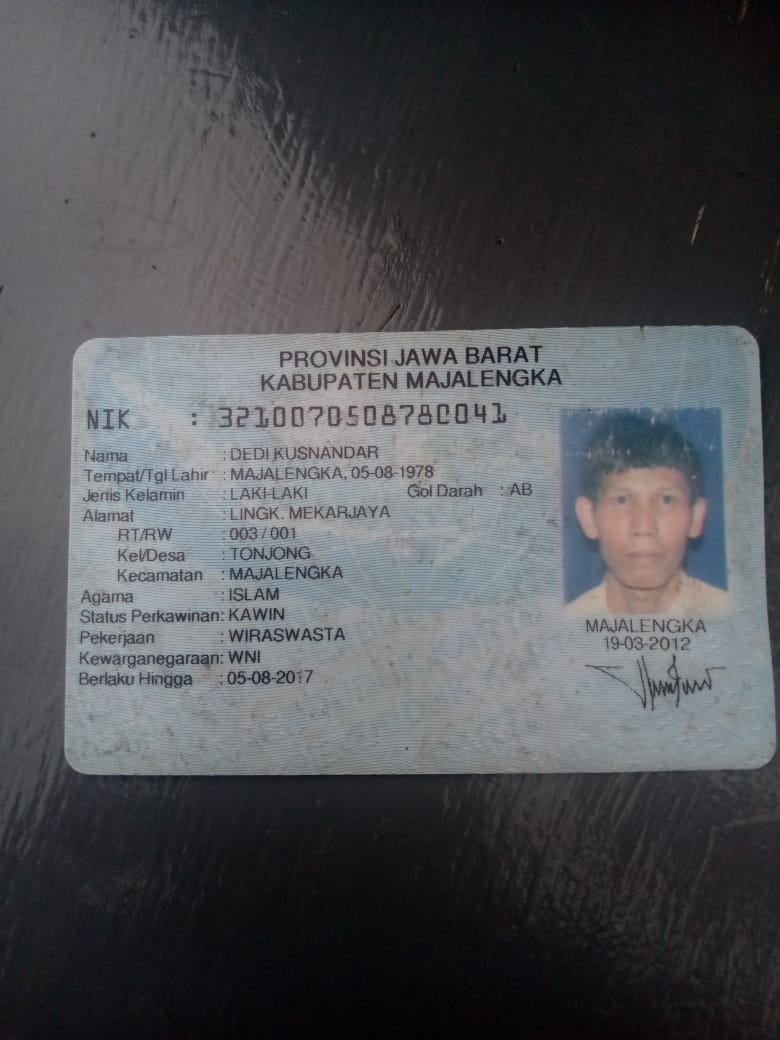 PROVINSI JAWA BARAT
KABUPATEN MAJALENGKA
NIK : 3210070508780041
Nama : DEDI KUSNANDAR
Tempat/Tgl Lahir : MAJALENGKA, 05-08-1978
Jenis Kelamin : LAKI-LAKI Gol Darah : AB
Alamat : LINGK. MEKARJAYA
RT/RW : 003 / 001
Kel/Desa : TONJONG
Kecamatan : MAJALENGKA
Agama : ISLAM
Status Perkawinan: KAWIN
Pekerjaan : WIRASWASTA
Kewarganegaraan: WNI
Berlaku Hingga : 05-08-2017
MAJALENGKA
19-03-2012